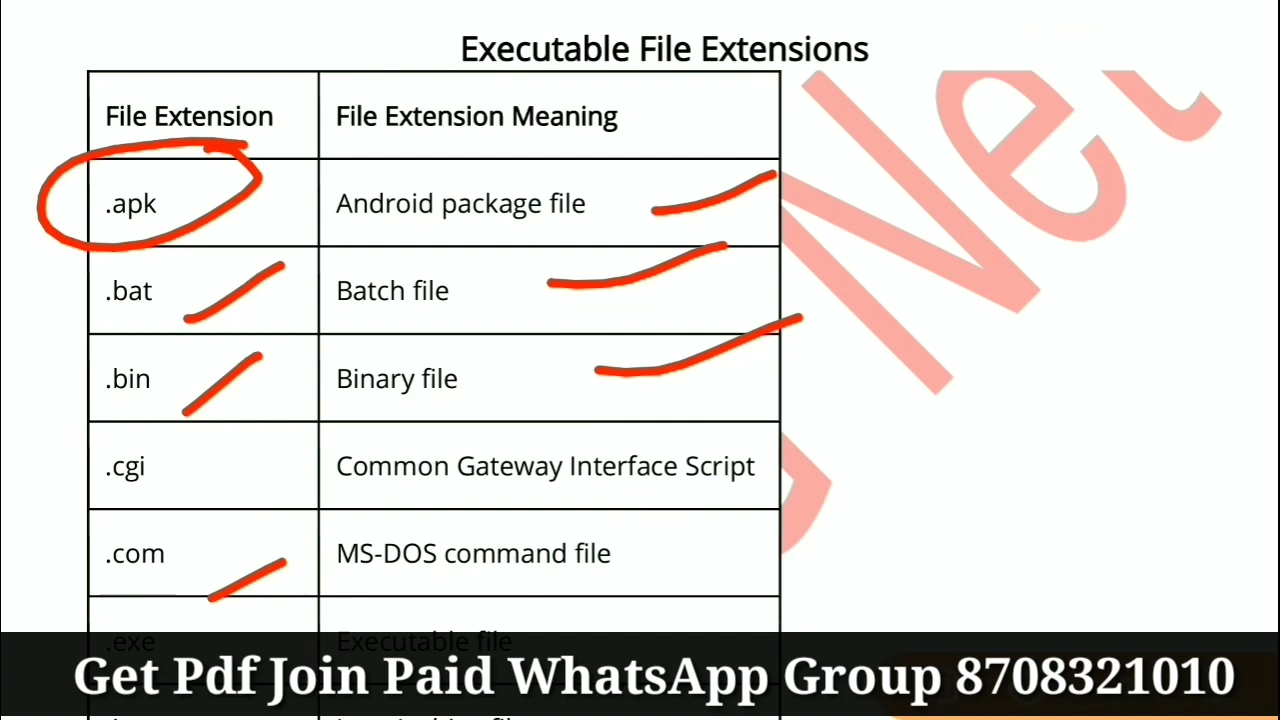 Executable File Extensions
File Extension File Extension Meaning
.apk Android package file
.bat Batch file
.bin Binary file
.cgi Common Gateway Interface Script
.com MS-DOS command file
.exe Executable file
Get Pdf Join Paid WhatsApp Group 8708321010
Net